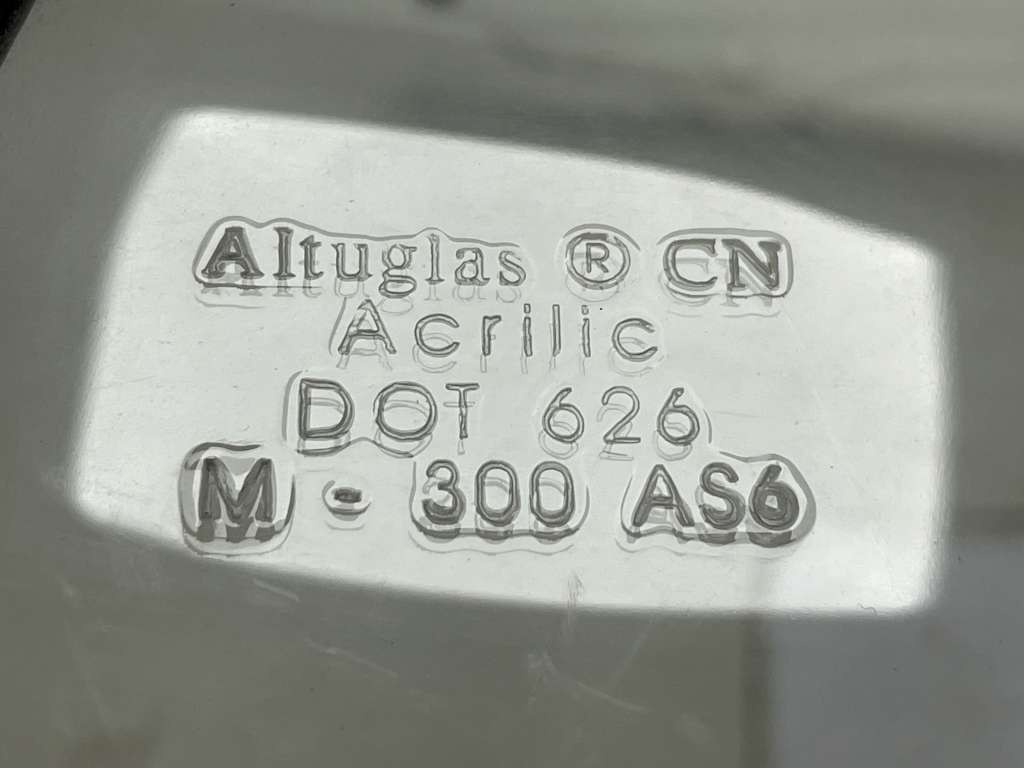 Altuglas ® CN
Acrilic
DOT 626
M - 300 AS6